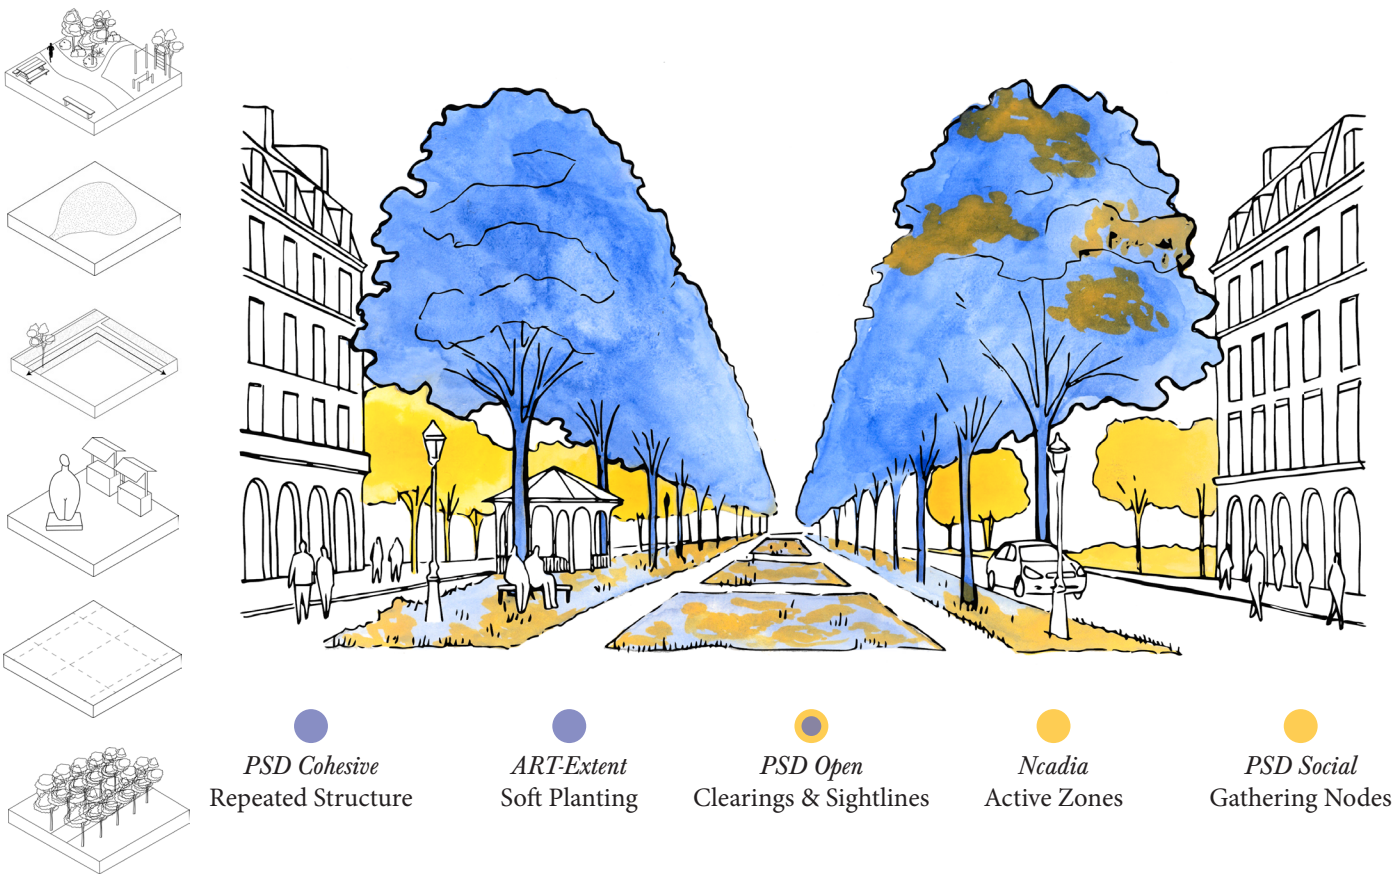 PSD Cohesive
Repeated Structure
ART-Extent
Soft Planting
PSD Open
Clearings & Sightlines
Ncadia
Active Zones
PSD Social
Gathering Nodes